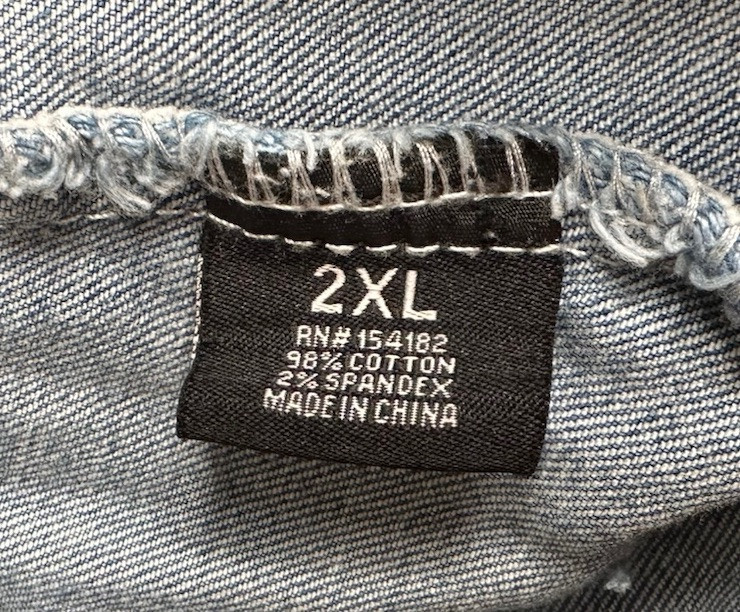 2XL
RN# 154182
98% COTTON
2% SPANDEX
MADE IN CHINA